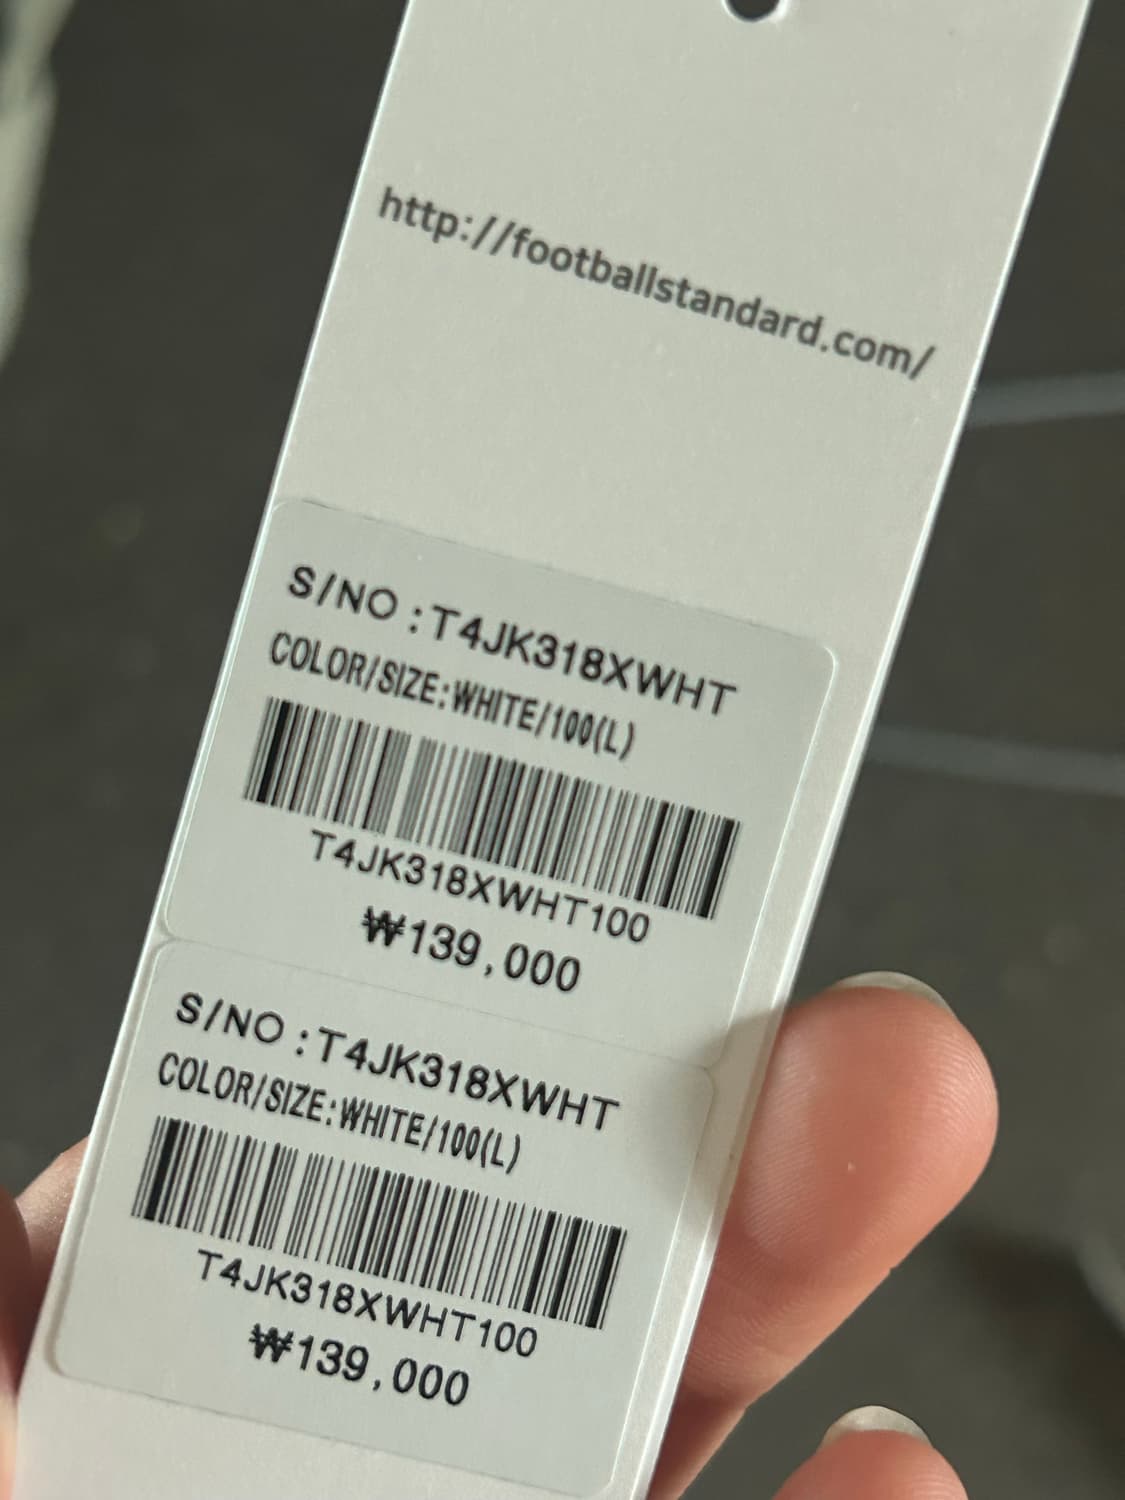 http://footballstandard.com/
S/NO : T4JK318XWHT
COLOR/SIZE:WHITE/100(L)
T4JK318XWHT100
₩139,000
S/NO : T4JK318XWHT
COLOR/SIZE:WHITE/100(L)
T4JK318XWHT100
₩139,000